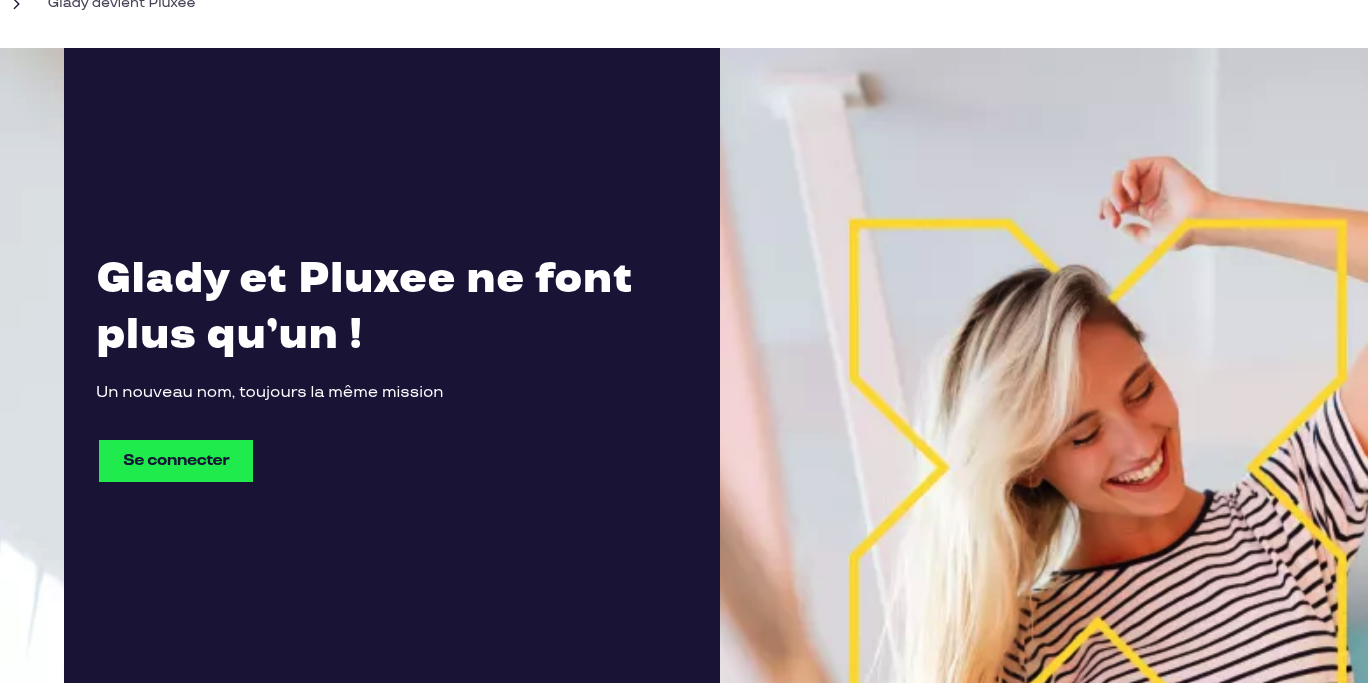 Glady devient Pluxee
Glady et Pluxee ne font
plus qu’un !
Un nouveau nom, toujours la même mission
Se connecter